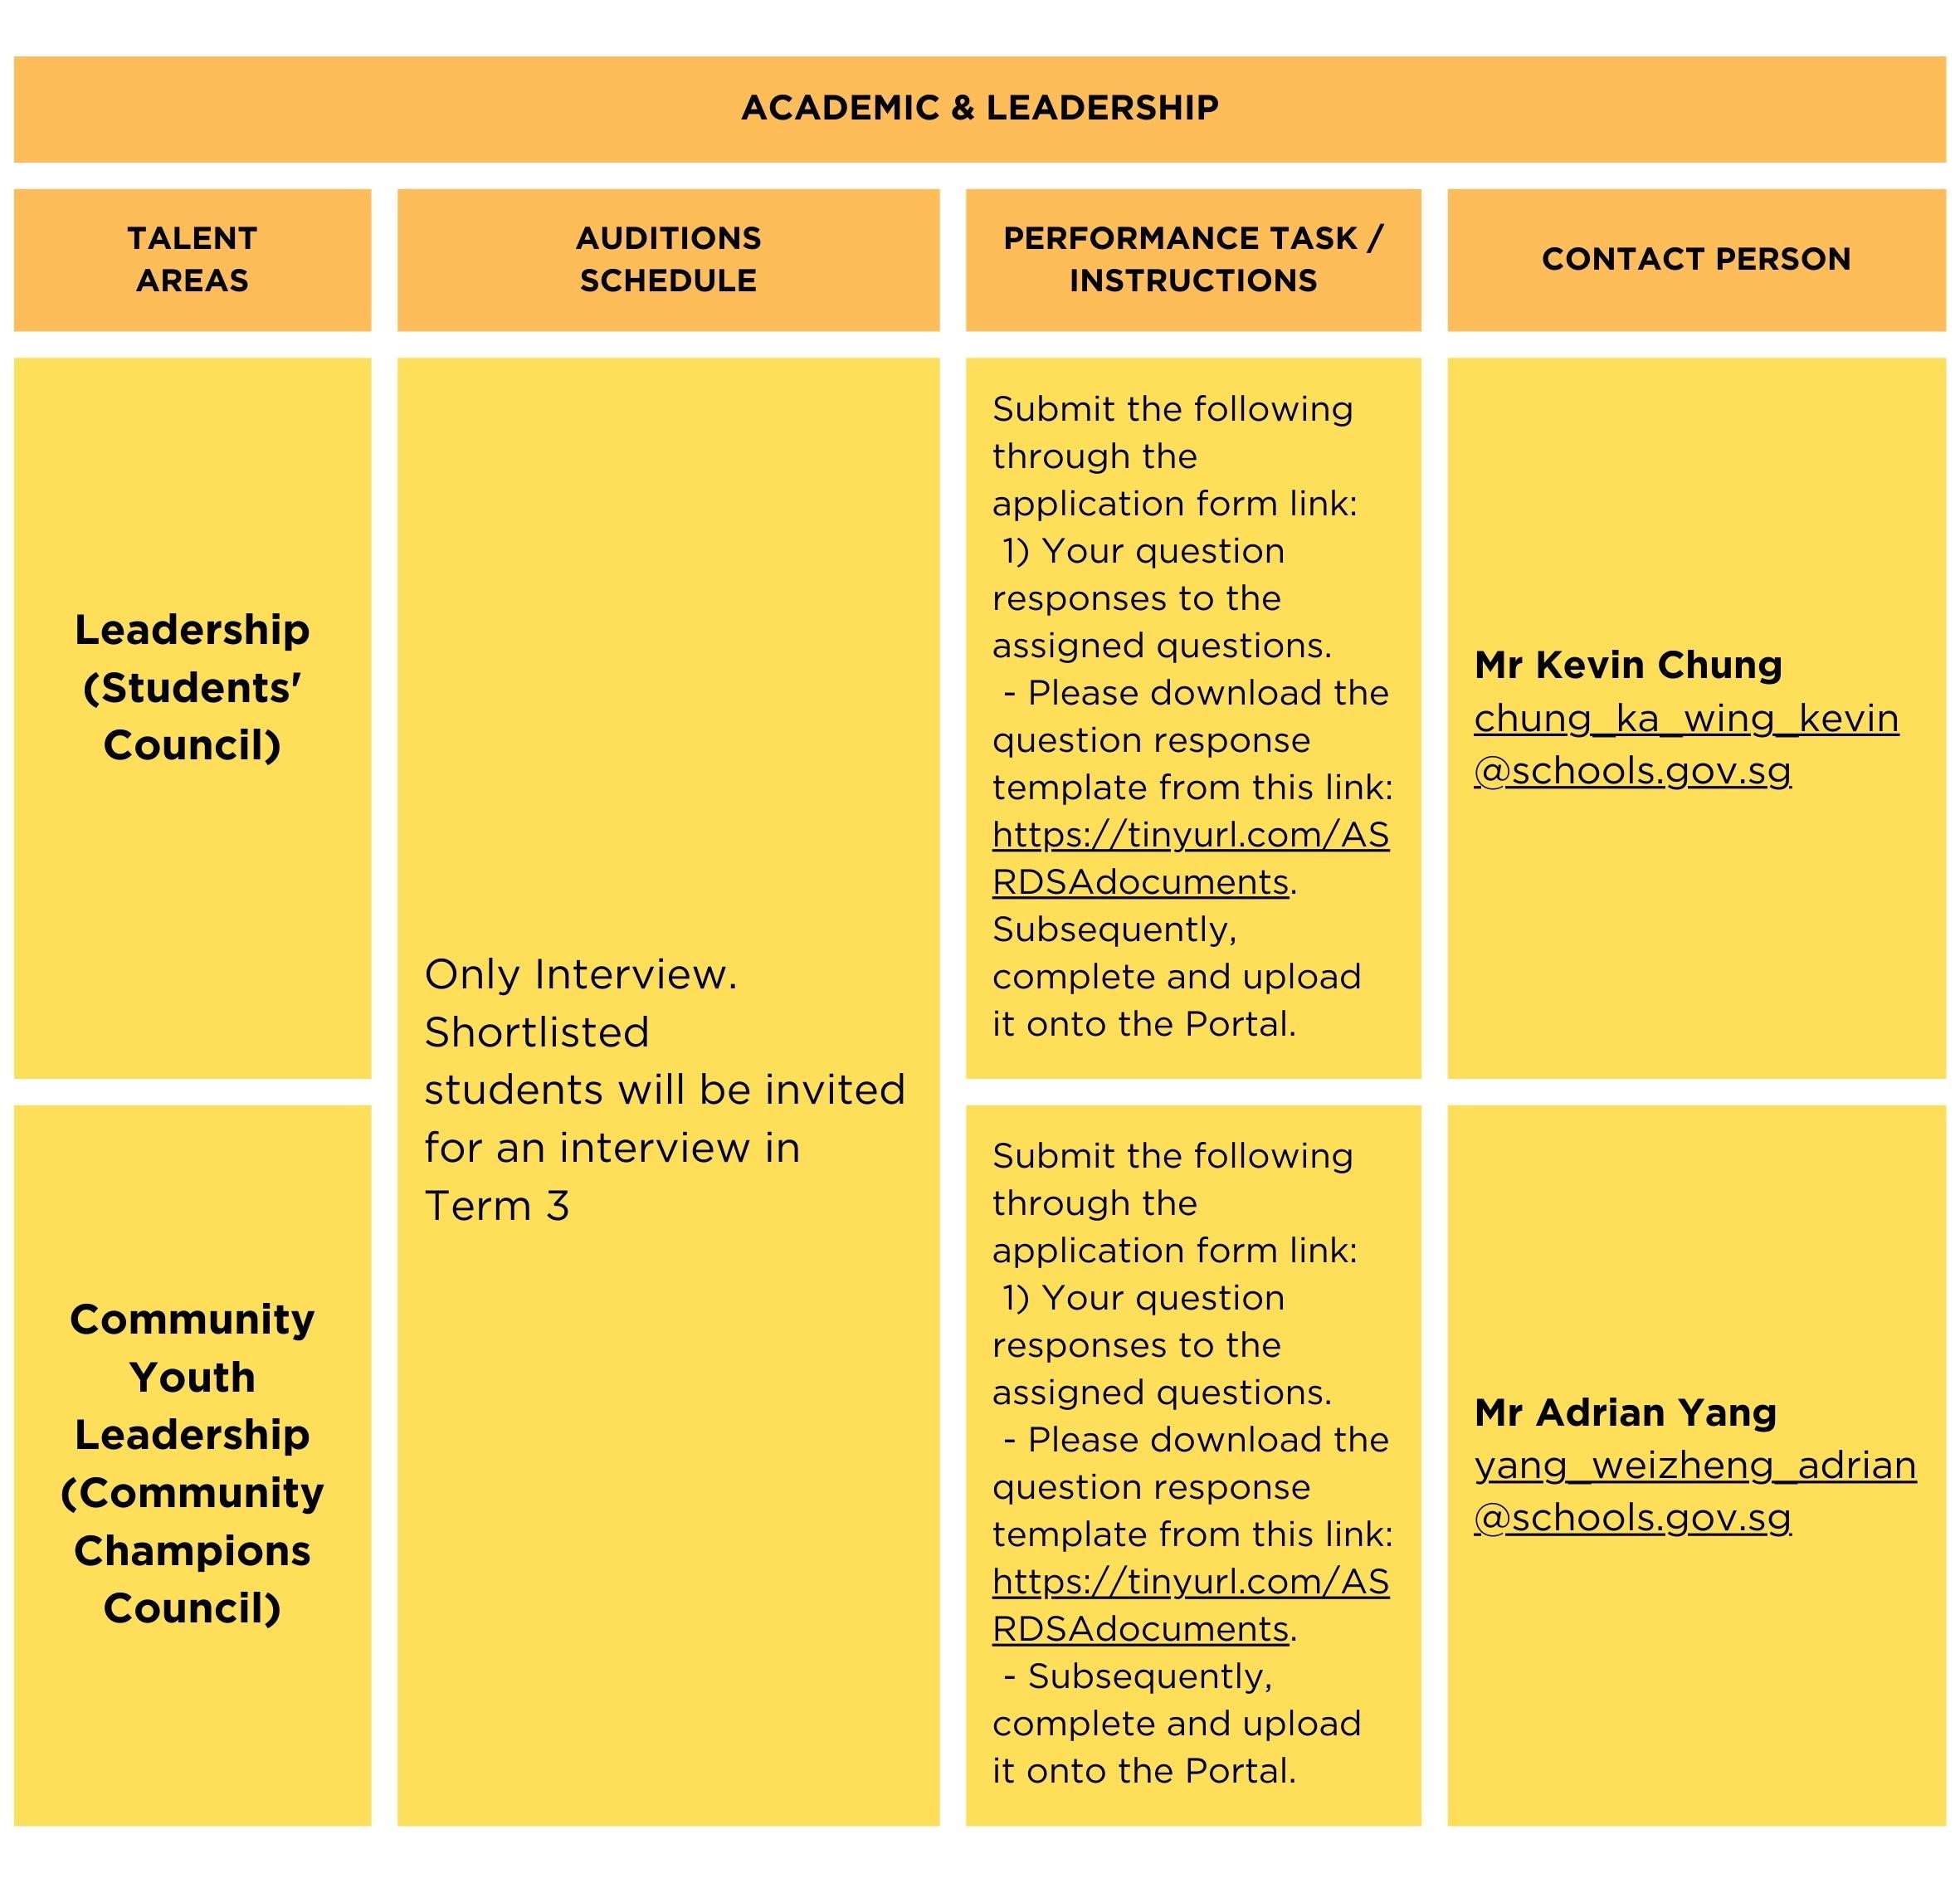 ACADEMIC & LEADERSHIP
TALENT
AREAS
AUDITIONS
SCHEDULE
PERFORMANCE TASK /
INSTRUCTIONS
CONTACT PERSON
Leadership
(Students'
Council)
Only Interview.
Shortlisted
students will be invited
for an interview in
Term 3
Submit the following
through the
application form link:
1) Your question
responses to the
assigned questions.
- Please download the
question response
template from this link:
https://tinyurl.com/AS
RDSAdocuments.
Subsequently,
complete and upload
it onto the Portal.
Mr Kevin Chung
chung_ka_wing_kevin
@schools.gov.sg
Community
Youth
Leadership
(Community
Champions
Council)
Submit the following
through the
application form link:
1) Your question
responses to the
assigned questions.
- Please download the
question response
template from this link:
https://tinyurl.com/AS
RDSAdocuments.
- Subsequently,
complete and upload
it onto the Portal.
Mr Adrian Yang
yang_weizheng_adrian
@schools.gov.sg